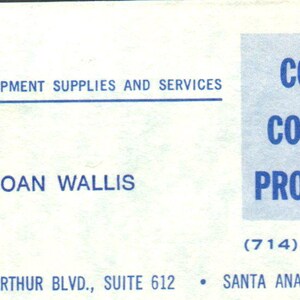 PMENT SUPPLIES AND SERVICES
OAN WALLIS
CO
CO
PRO
(714)
RTHUR BLVD., SUITE 612 • SANTA ANA